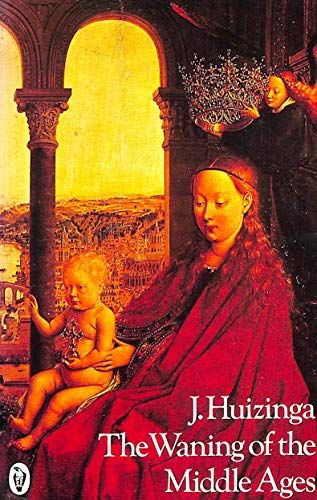 J. Huizinga
The Waning of the
Middle Ages